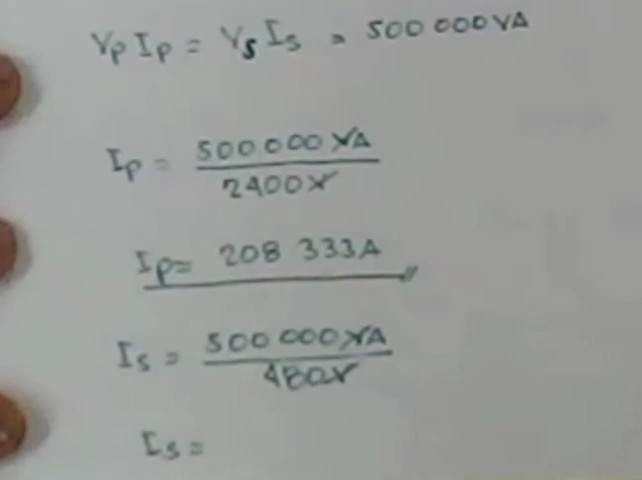 Vp Ip = Vs Is = 500 000 VA
Ip = 500 000 VA
2400 V
Ip = 208 333A
Is = 500 000 VA
480V
Is =